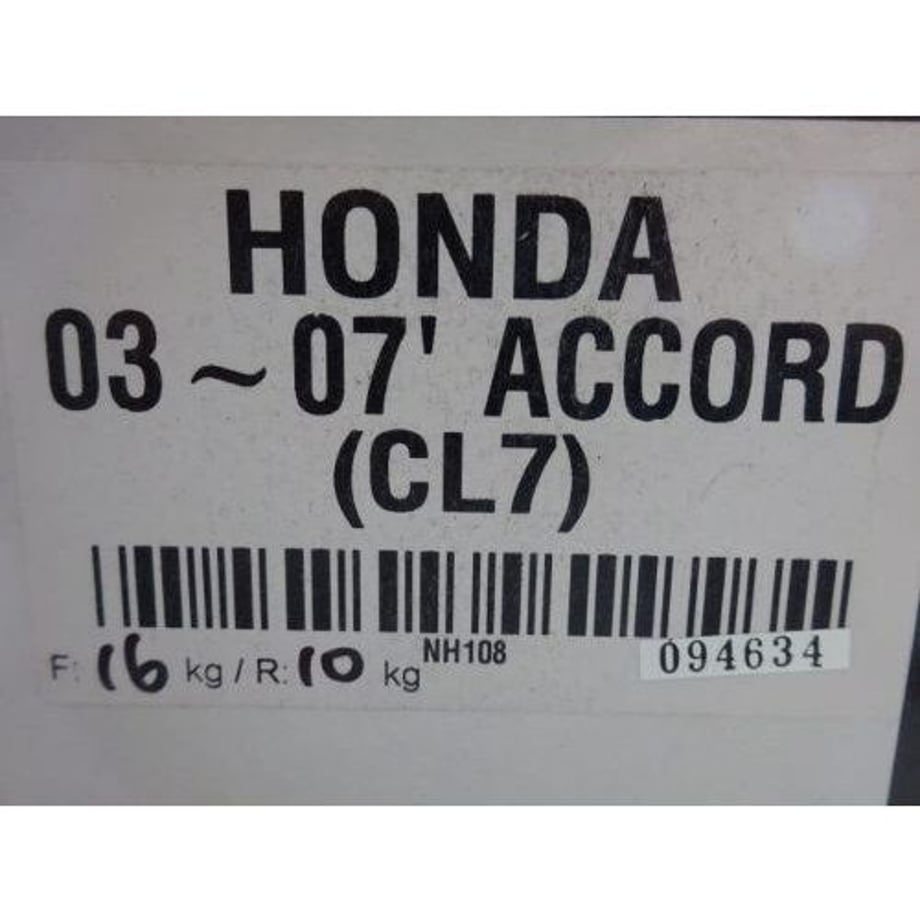 HONDA
03 ~ 07' ACCORD
(CL7)
F: 16 kg / R: 10 kg NH108 094634